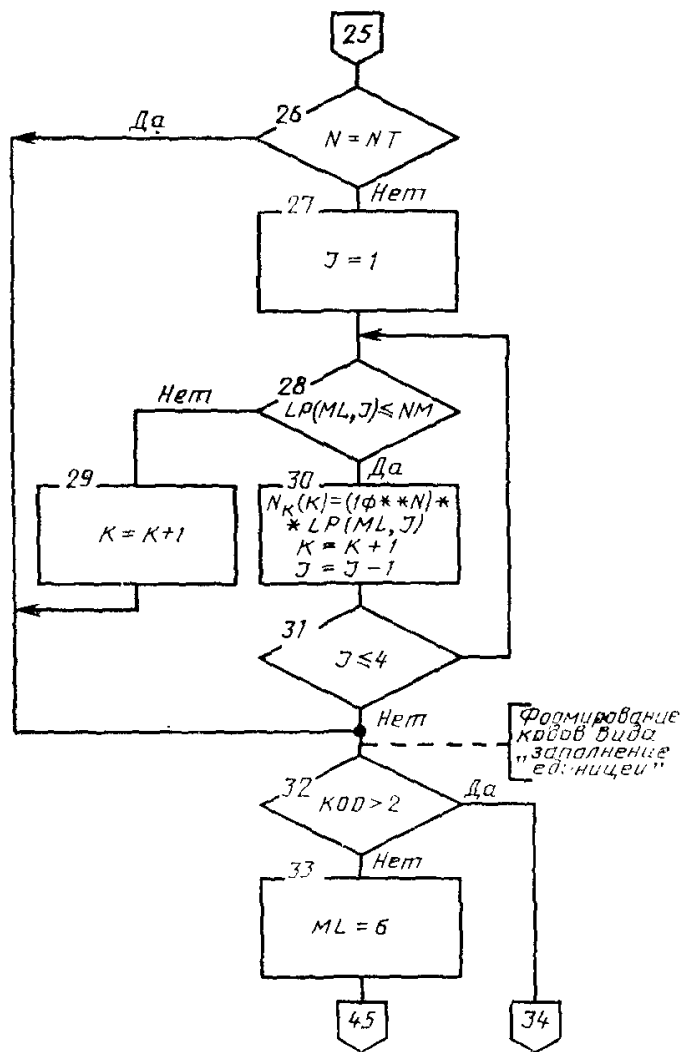 25
26
Да
N = NT
Нет
27
J = 1
28
Нет
LP(ML,J) ≤ NM
Да
29
K = K+1
30
N_K(K)=(1ф**N)*
* LP(ML,J)
K = K + 1
J = J - 1
31
J ≤ 4
Нет
Формирование
кодов вида
"заполнение
единицей"
32
KOD > 2
Да
Нет
33
ML = 6
45
34